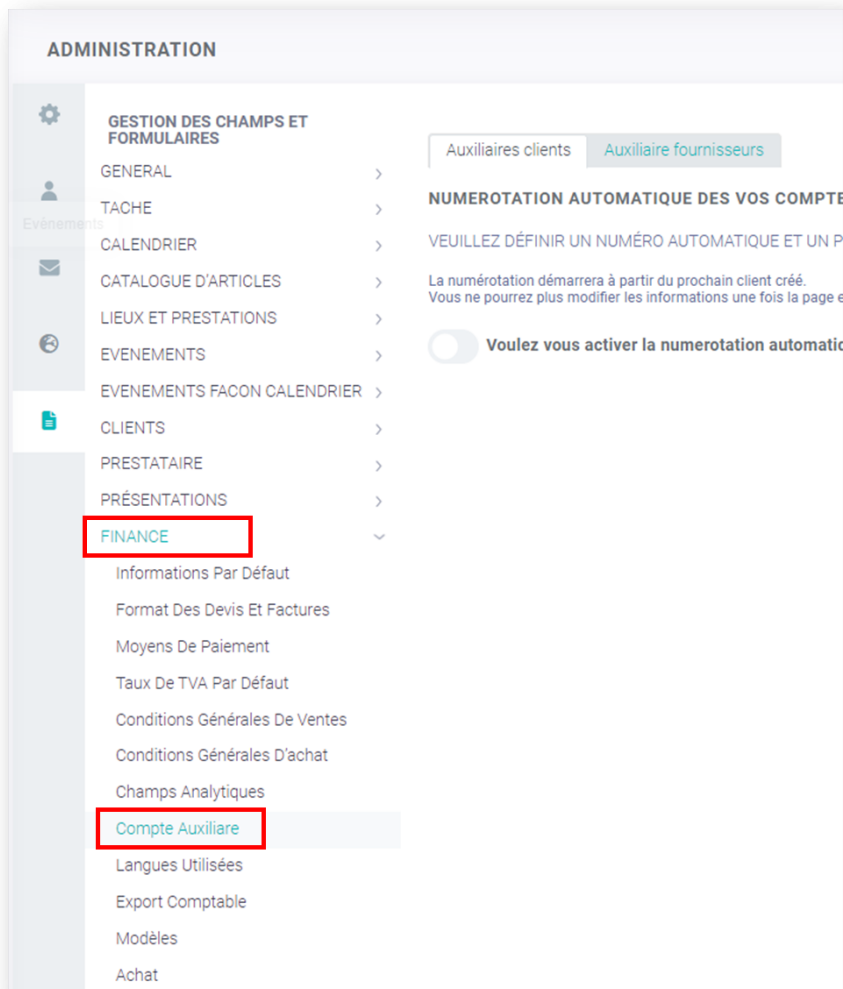 ADMINISTRATION
GESTION DES CHAMPS ET
FORMULAIRES
GENERAL
TACHE
Evénements
CALENDRIER
CATALOGUE D'ARTICLES
LIEUX ET PRESTATIONS
EVENEMENTS
EVENEMENTS FACON CALENDRIER
CLIENTS
PRESTATAIRE
PRÉSENTATIONS
FINANCE
Informations Par Défaut
Format Des Devis Et Factures
Moyens De Paiement
Taux De TVA Par Défaut
Conditions Générales De Ventes
Conditions Générales D'achat
Champs Analytiques
Compte Auxiliare
Langues Utilisées
Export Comptable
Modèles
Achat
Auxiliaires clients Auxiliaire fournisseurs
NUMEROTATION AUTOMATIQUE DES VOS COMPTE
VEUILLEZ DÉFINIR UN NUMÉRO AUTOMATIQUE ET UN P
La numérotation démarrera à partir du prochain client créé.
Vous ne pourrez plus modifier les informations une fois la page e
Voulez vous activer la numerotation automatic